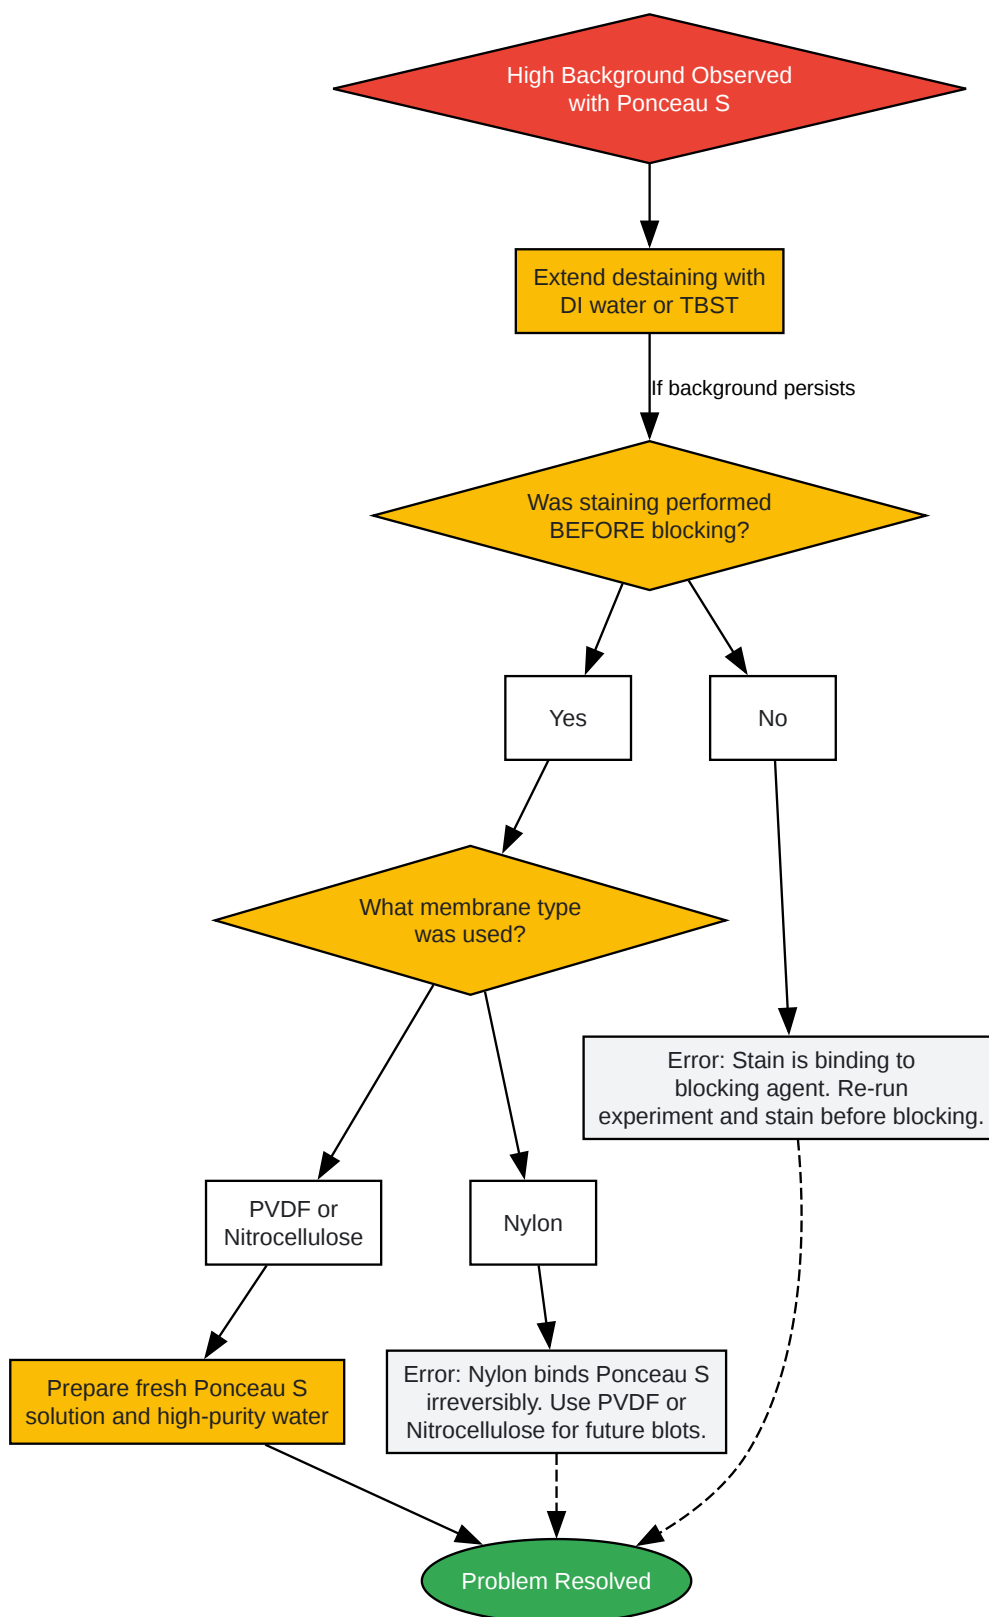 High Background Observed
with Ponceau S
Extend destaining with
DI water or TBST
If background persists
Was staining performed
BEFORE blocking?
Yes
No
What membrane type
was used?
Error: Stain is binding to
blocking agent. Re-run
experiment and stain before blocking.
PVDF or
Nitrocellulose
Nylon
Prepare fresh Ponceau S
solution and high-purity water
Error: Nylon binds Ponceau S
irreversibly. Use PVDF or
Nitrocellulose for future blots.
Problem Resolved